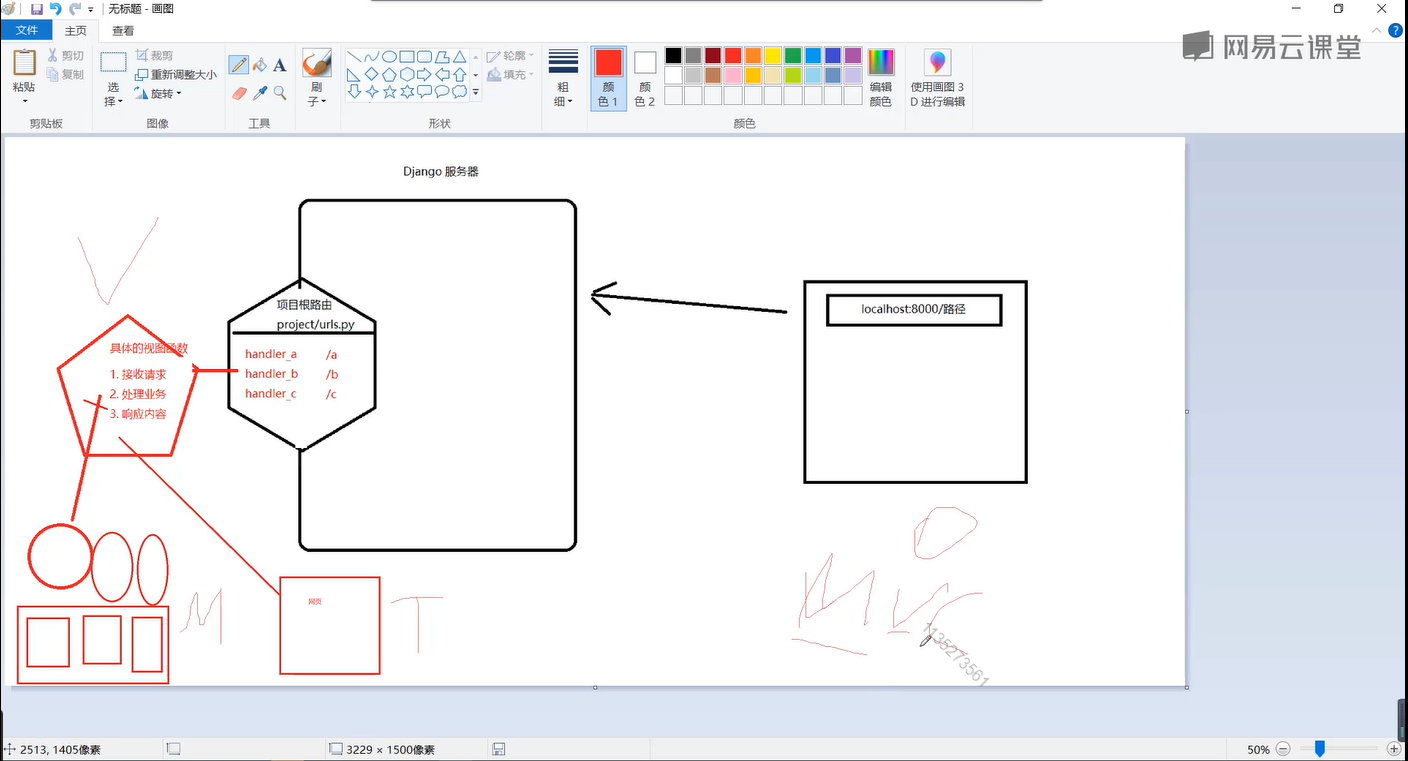 无标题 - 画图
文件
主页
查看
粘贴
剪切
复制
剪贴板
选择
裁剪
重新调整大小
旋转
图像
A
工具
刷子
形状
轮廓
填充
粗细
颜色 1
颜色 2
颜色
编辑颜色
使用画图 3D 进行编辑
网易云课堂
Django 服务器
V
项目根路由
project/urls.py
handler_a /a
handler_b /b
handler_c /c
具体的视图函数
1. 接收请求
2. 处理业务
3. 响应内容
localhost:8000/路径
M
网页
T
MVC
1135273561
2513, 1405像素
3229 × 1500像素
50%